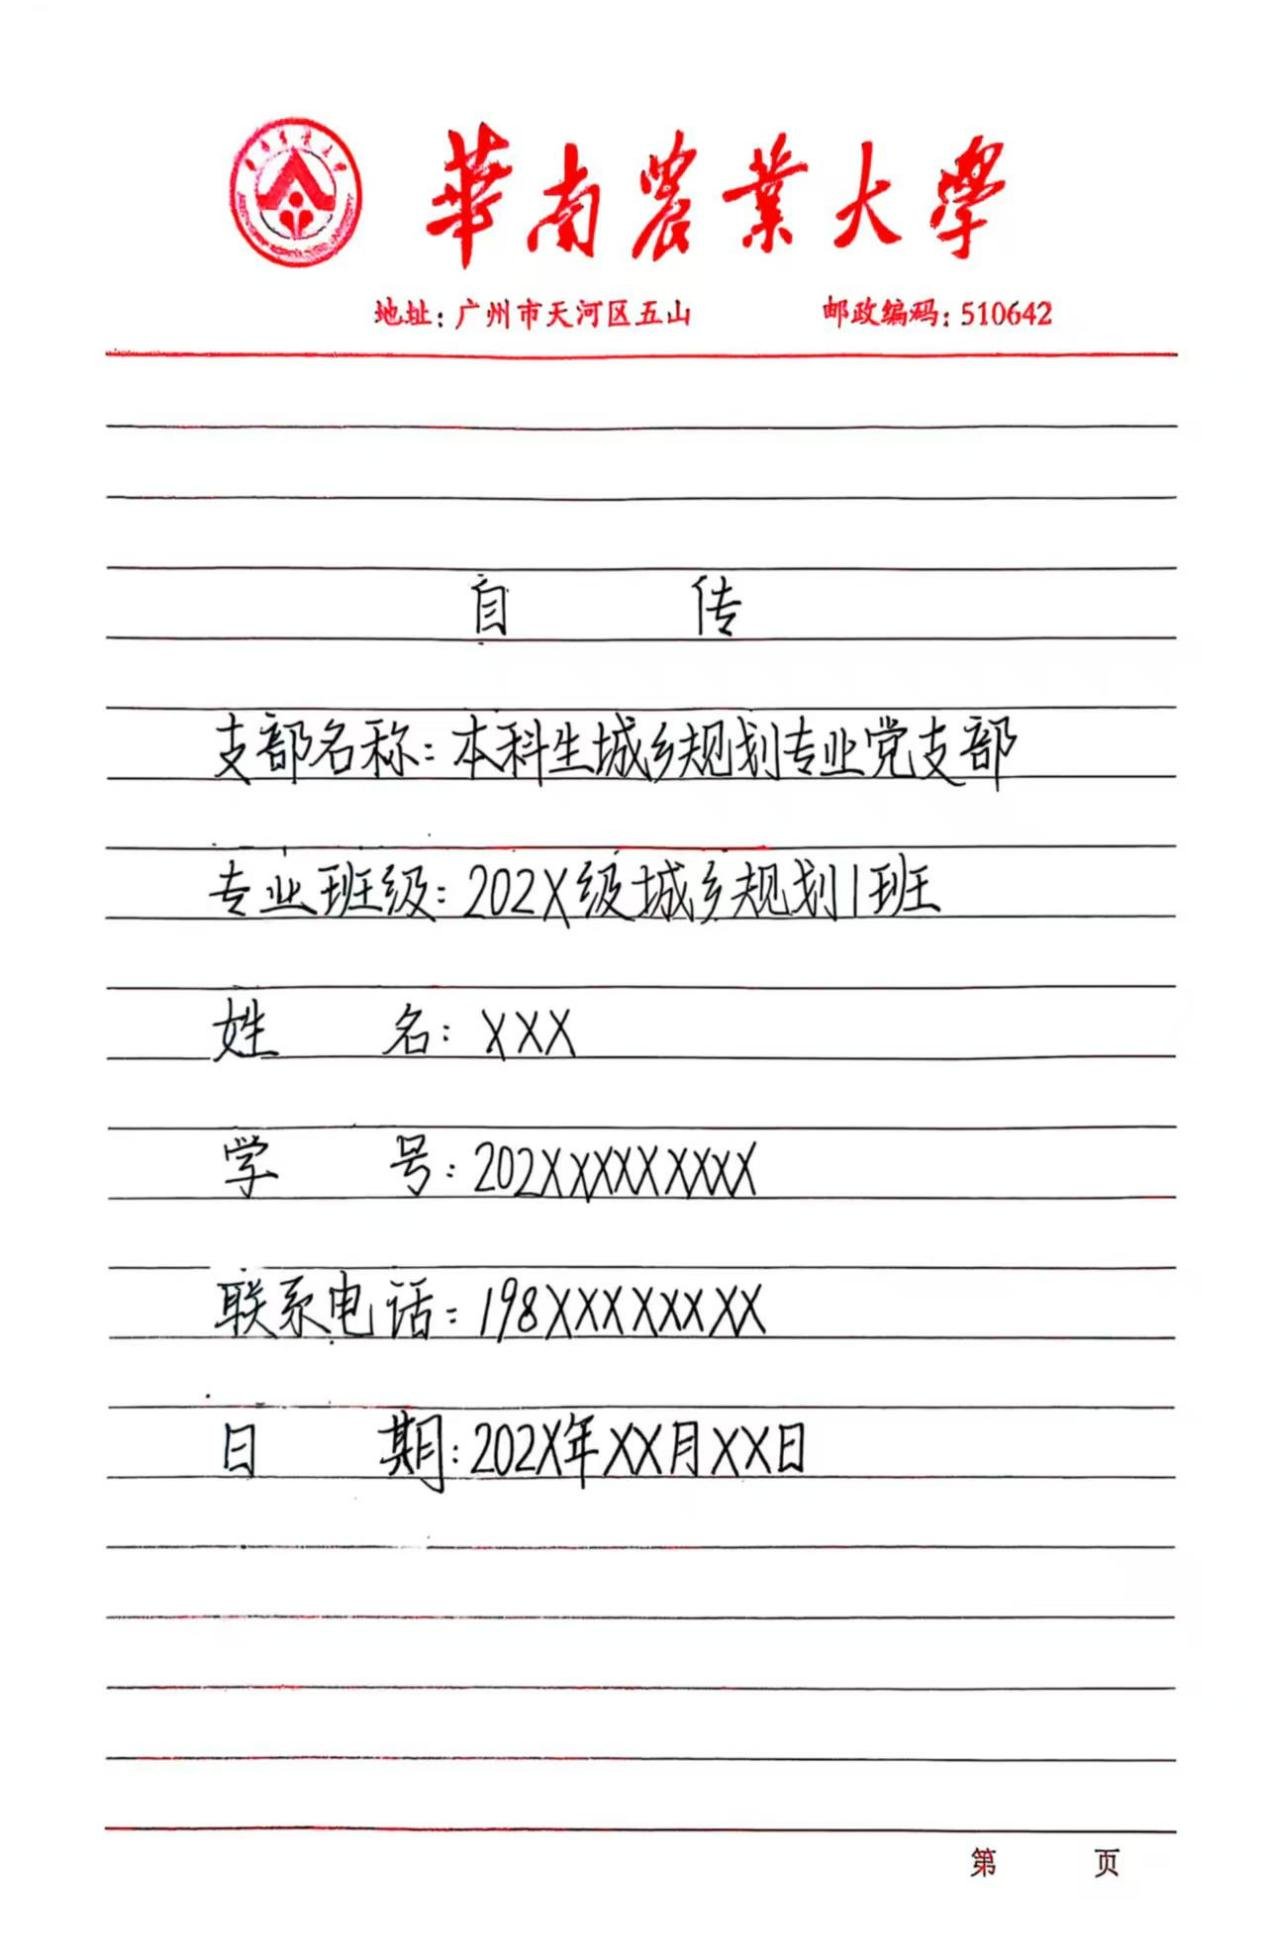 華南農業大學
地址：广州市天河区五山 邮政编码：510642
自 传
支部名称：本科生城乡规划专业党支部
专业班级：202X级城乡规划1班
姓 名：XXX
学 号：202XXXXXXXXX
联系电话：198XXXXXXXX
日 期：202X年XX月XX日
第 页